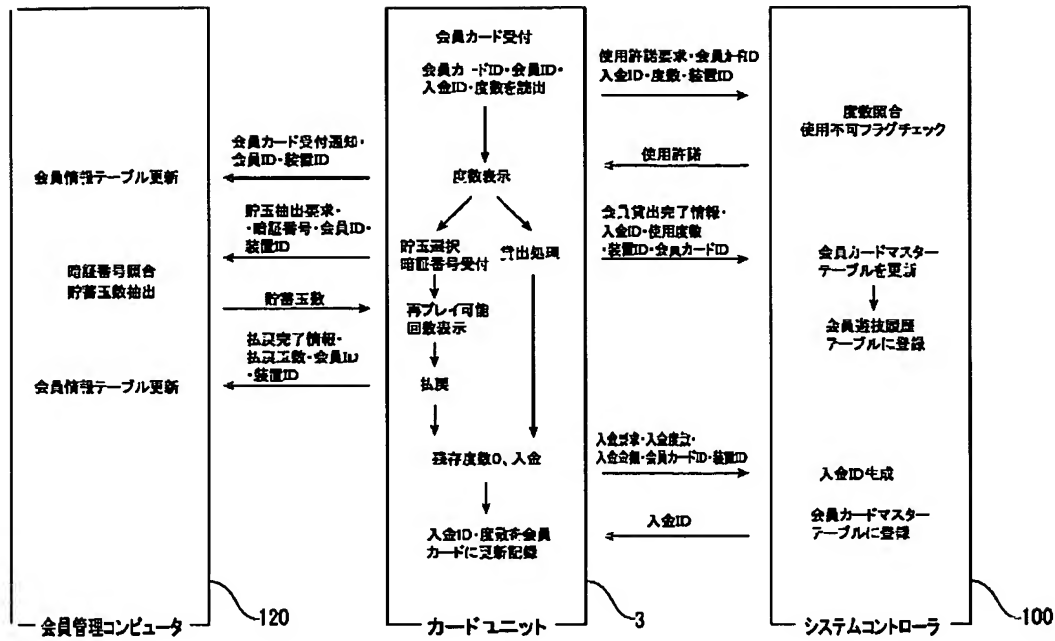 会員カード受付
会員カードID・会員ID・
入金ID・度数を読出
度数表示
貯玉選択
暗証番号受付
貸出処理
再プレイ可能
回数表示
払戻
残存度数0、入金
入金ID・度数を会員
カードに更新記録
会員カード受付通知・
会員ID・装置ID
会員情報テーブル更新
貯玉抽出要求・
・暗証番号・会員ID・
装置ID
暗証番号照合
貯蓄玉数抽出
貯蓄玉数
払戻完了情報・
払戻玉数・会員ID
・装置ID
会員情報テーブル更新
使用許諾要求・会員カードID
入金ID・度数・装置ID
度数照合
使用不可フラグチェック
使用許諾
会員貸出完了情報・
入金ID・使用度数
・装置ID・会員カードID
会員カードマスター
テーブルを更新
会員遊技履歴
テーブルに登録
入金要求・入金度数・
入金金額・会員カードID・装置ID
入金ID生成
入金ID
会員カードマスター
テーブルに登録
会員管理コンピュータ
120
カードユニット
3
システムコントローラ
100